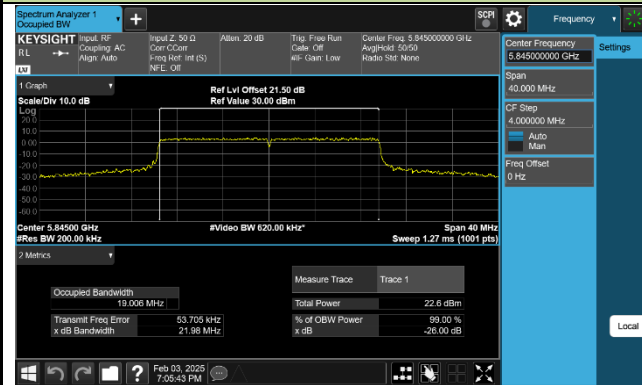 Spectrum Analyzer 1
Occupied BW
+
SCPI
Frequency
KEYSIGHT
RL
LXI
Input: RF
Coupling: AC
Align: Auto
Input Z: 50 Ω
Corr CCorr
Freq Ref: Int (S)
NFE: Off
Atten: 20 dB
Trig: Free Run
Gate: Off
#IF Gain: Low
Center Freq: 5.845000000 GHz
Avg|Hold: 50/50
Radio Std: None
1 Graph
Scale/Div 10.0 dB
Ref Lvl Offset 21.50 dB
Ref Value 30.00 dBm
Log
20.0
10.0
0.00
-10.0
-20.0
-30.0
-40.0
-50.0
-60.0
Center 5.84500 GHz
#Video BW 620.00 kHz*
Span 40 MHz
#Res BW 200.00 kHz
Sweep 1.27 ms (1001 pts)
2 Metrics
Measure Trace
Trace 1
Occupied Bandwidth
19.006 MHz
Total Power
22.6 dBm
Transmit Freq Error
53.705 kHz
% of OBW Power
99.00 %
x dB Bandwidth
21.98 MHz
x dB
-26.00 dB
?
Feb 03, 2025
7:05:43 PM
Center Frequency
5.845000000 GHz
Settings
Span
40.000 MHz
CF Step
4.000000 MHz
Auto
Man
Freq Offset
0 Hz
Local